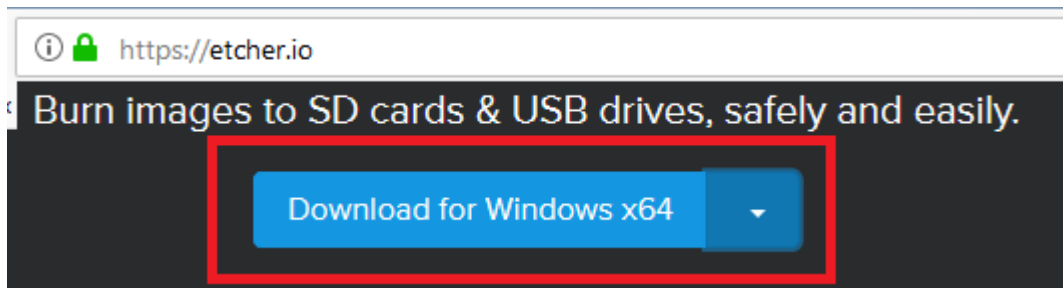 https://etcher.io
Burn images to SD cards & USB drives, safely and easily.
Download for Windows x64